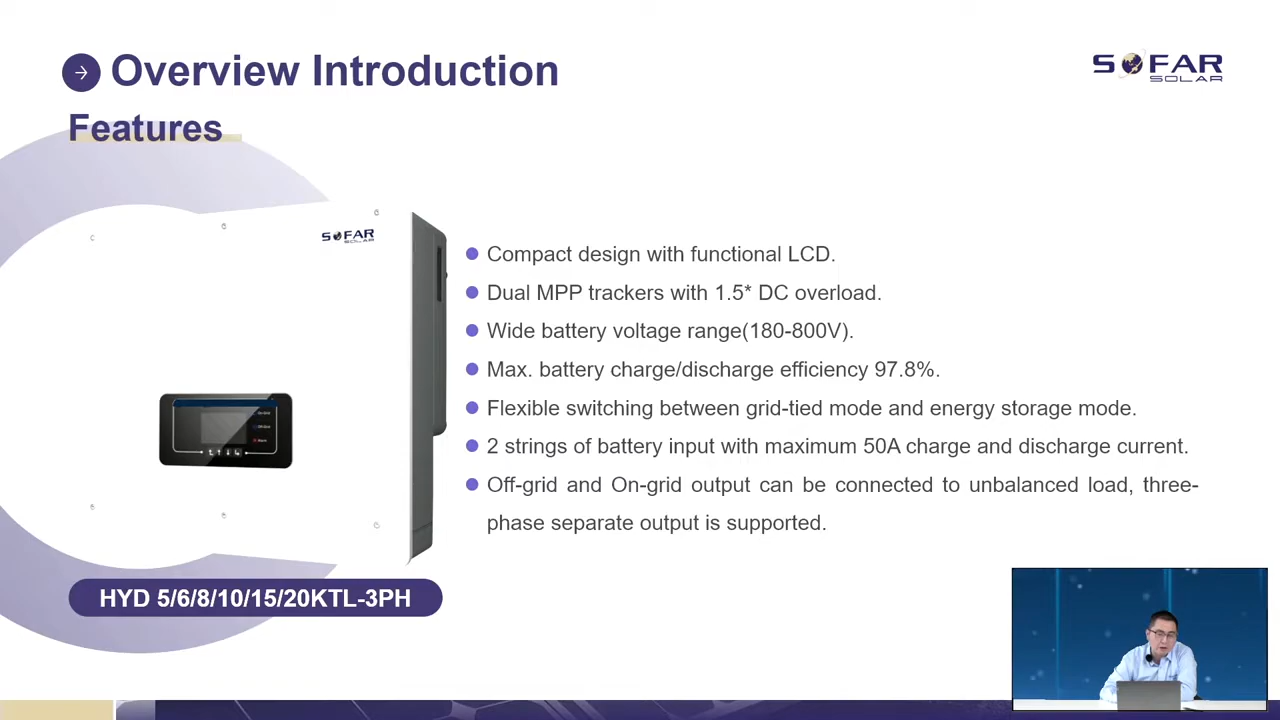 Overview Introduction
SOFAR
SOLAR
Features
SOFAR
SOLAR
Compact design with functional LCD.
Dual MPP trackers with 1.5* DC overload.
Wide battery voltage range(180-800V).
Max. battery charge/discharge efficiency 97.8%.
Flexible switching between grid-tied mode and energy storage mode.
2 strings of battery input with maximum 50A charge and discharge current.
Off-grid and On-grid output can be connected to unbalanced load, three-
phase separate output is supported.
HYD 5/6/8/10/15/20KTL-3PH